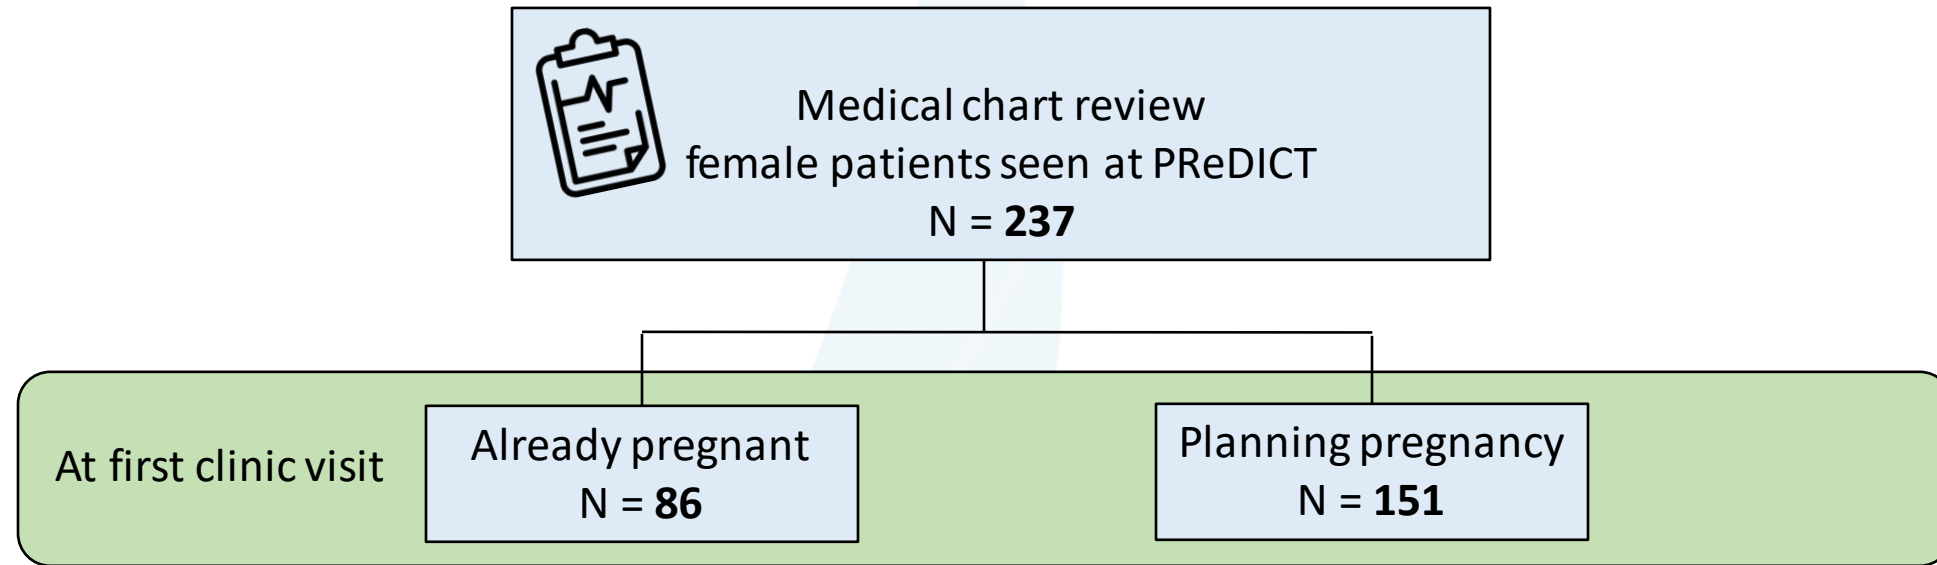 Medical chart review
female patients seen at PReDICT
N = 237
At first clinic visit
Already pregnant
N = 86
Planning pregnancy
N = 151